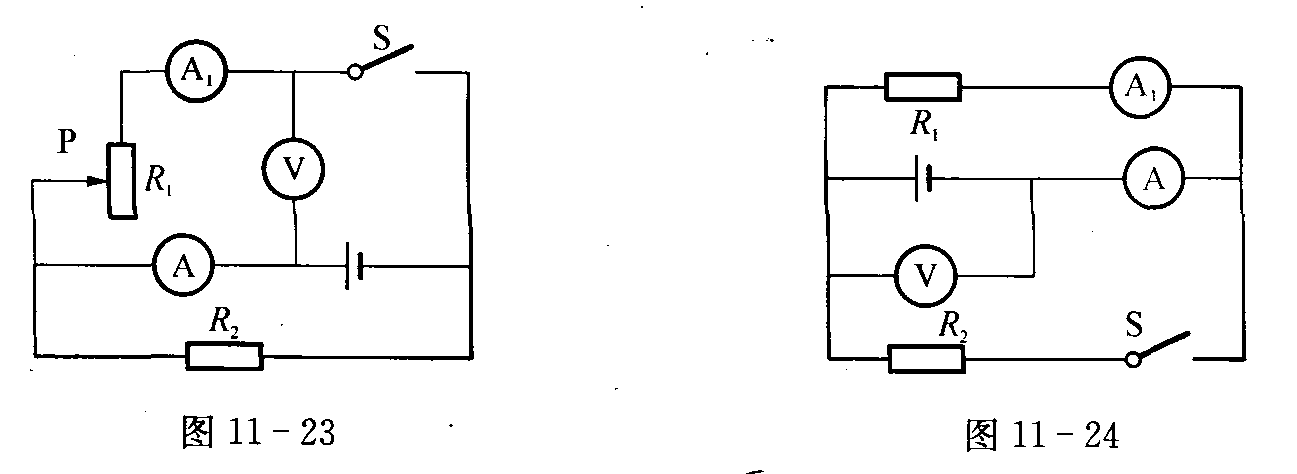 S
A₁
P
V
R₁
A
R₂
图 11-23
A₁
R₁
A
V
R₂
S
图 11-24